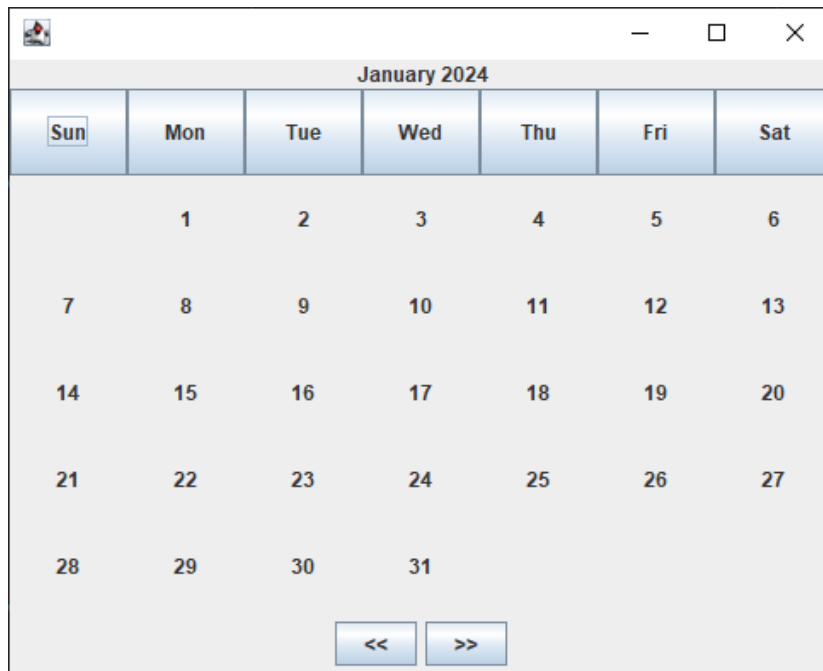 January 2024
Sun Mon Tue Wed Thu Fri Sat
1 2 3 4 5 6
7 8 9 10 11 12 13
14 15 16 17 18 19 20
21 22 23 24 25 26 27
28 29 30 31
<< >>